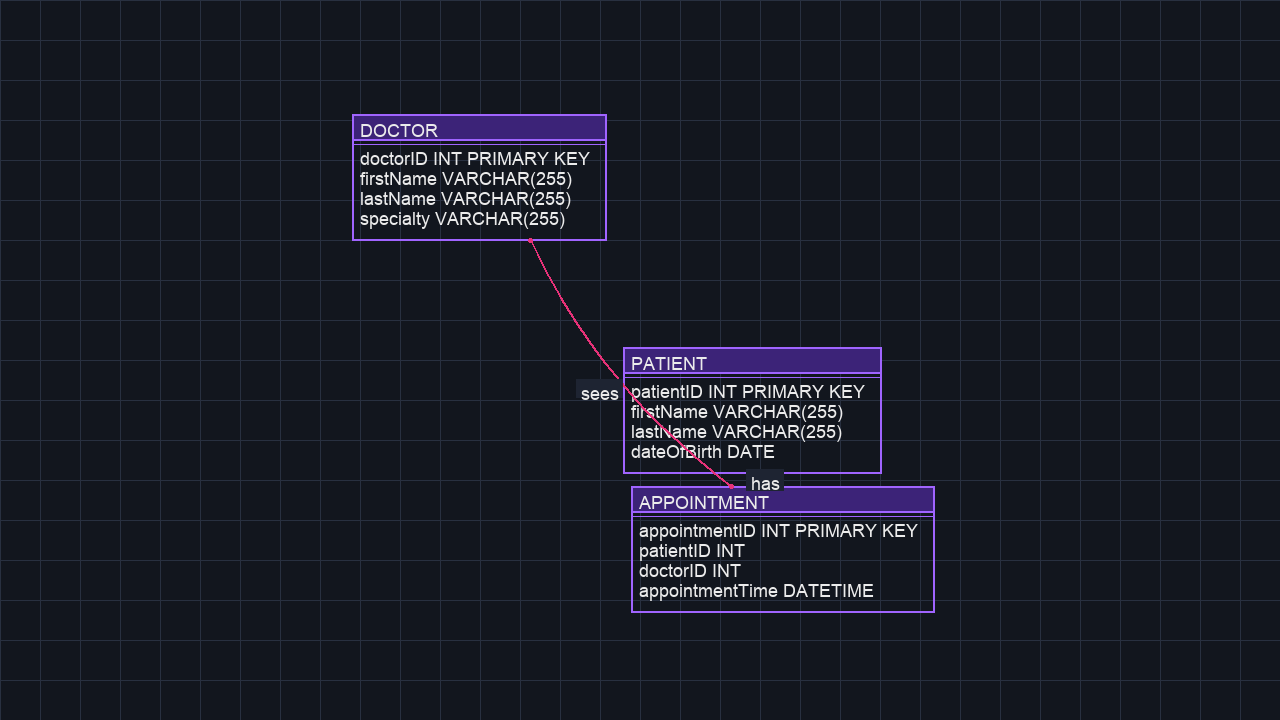 DOCTOR
doctorID INT PRIMARY KEY
firstName VARCHAR(255)
lastName VARCHAR(255)
specialty VARCHAR(255)
sees
PATIENT
patientID INT PRIMARY KEY
firstName VARCHAR(255)
lastName VARCHAR(255)
dateOfBirth DATE
has
APPOINTMENT
appointmentID INT PRIMARY KEY
patientID INT
doctorID INT
appointmentTime DATETIME